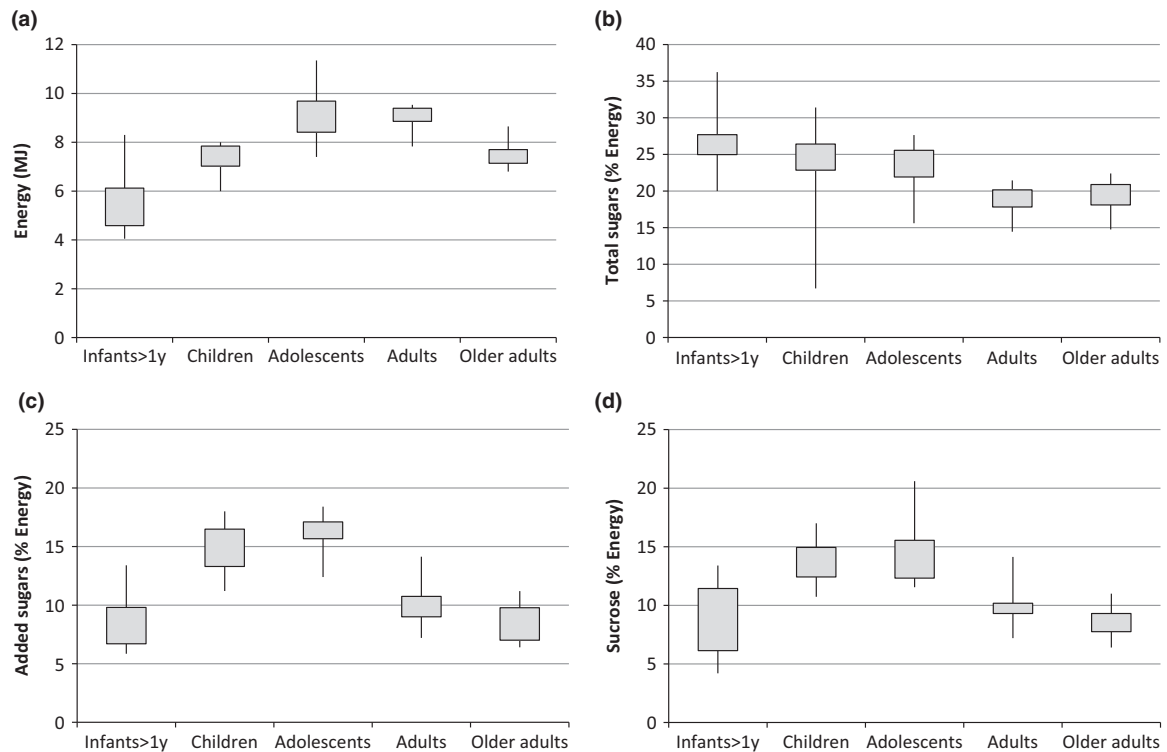 (a)
12
10
8
6
4
2
0
Energy (MJ)
Infants>1y Children Adolescents Adults Older adults
(b)
40
35
30
25
20
15
10
5
0
Total sugars (% Energy)
Infants>1y Children Adolescents Adults Older adults
(c)
25
20
15
10
5
0
Added sugars (% Energy)
Infants>1y Children Adolescents Adults Older adults
(d)
25
20
15
10
5
0
Sucrose (% Energy)
Infants>1y Children Adolescents Adults Older adults